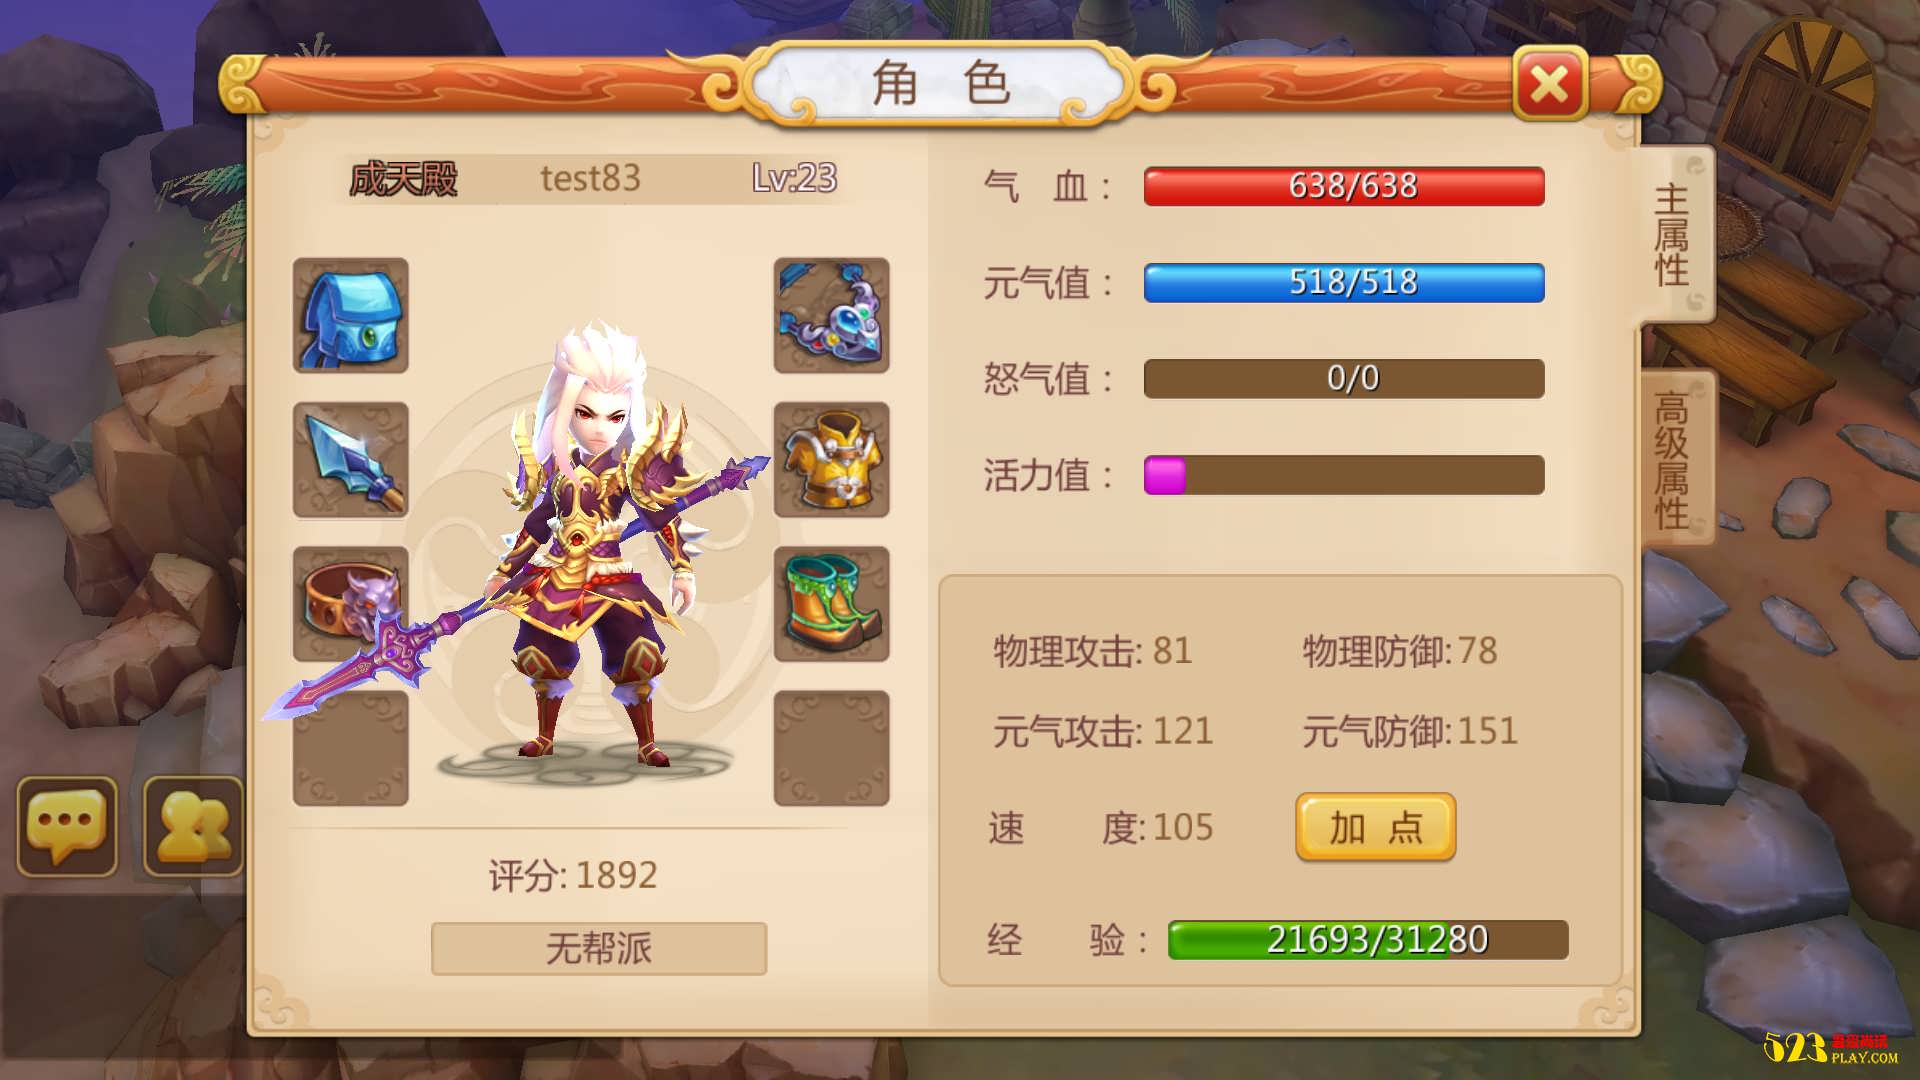 角 色
成天殿 test83 Lv:23
气 血： 638/638
元气值： 518/518
怒气值： 0/0
活力值：
主属性
高级属性
物理攻击: 81 物理防御: 78
元气攻击: 121 元气防御: 151
速 度: 105 加 点
经 验： 21693/31280
评分: 1892
无帮派
523
PLAY.COM